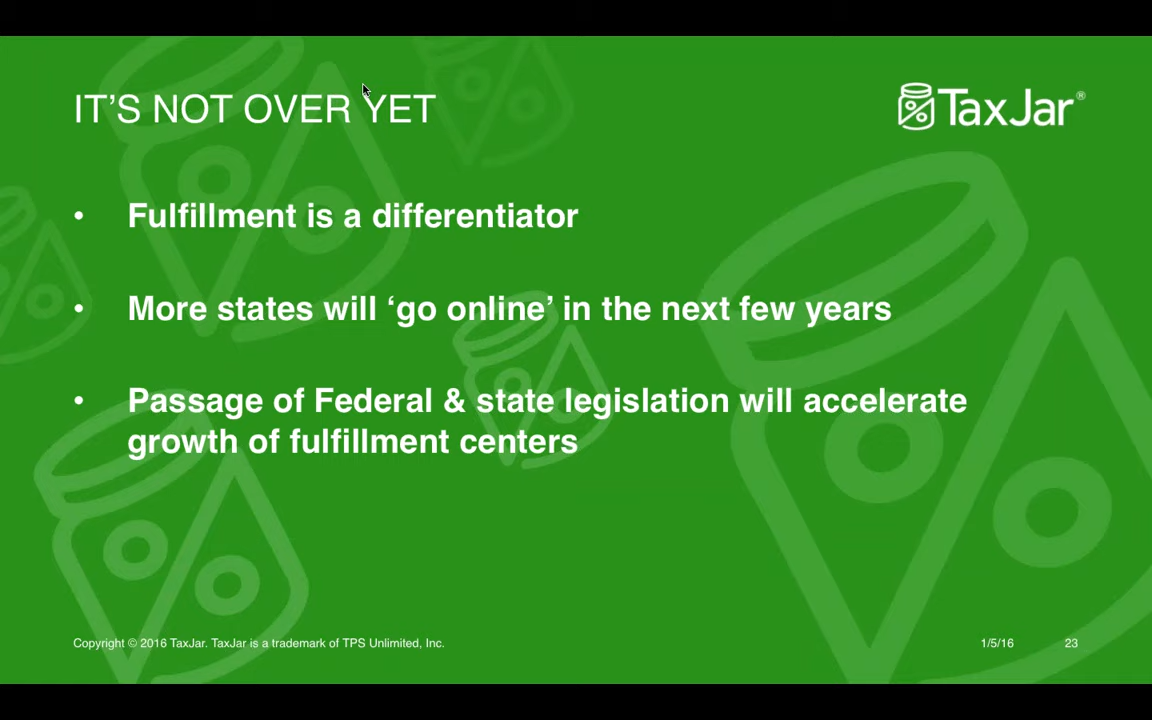 IT'S NOT OVER YET
TaxJar®
• Fulfillment is a differentiator
• More states will ‘go online’ in the next few years
• Passage of Federal & state legislation will accelerate
growth of fulfillment centers
Copyright © 2016 TaxJar. TaxJar is a trademark of TPS Unlimited, Inc.
1/5/16 23